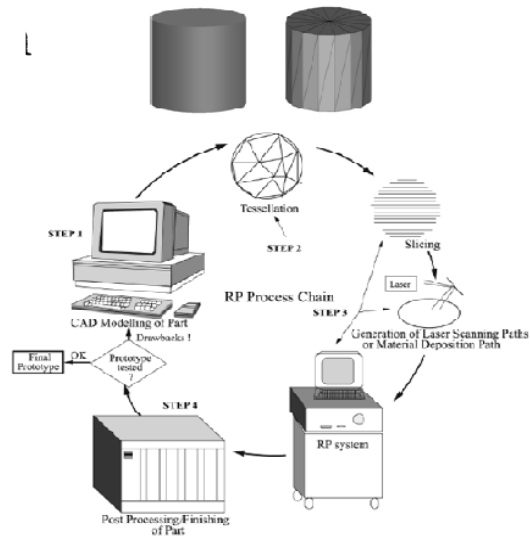 Tessellation
STEP 1
STEP 2
Slicing
Laser
RP Process Chain
STEP 3
CAD Modelling of Part
Generation of Laser Scanning Paths
or Material Deposition Path
Drawbacks !
Final
Prototype
OK
Prototype
tested
?
STEP 4
RP system
Post Processing/Finishing
of Part